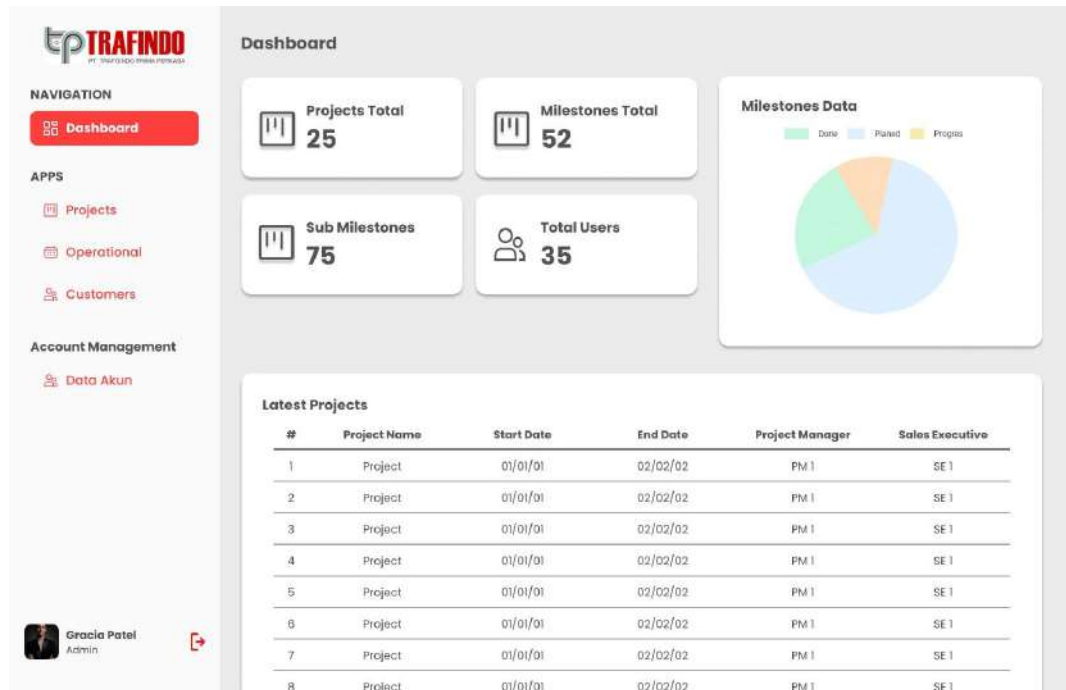 tp TRAFINDO
PT. TRAFOINDO PRIMA PERKASA
NAVIGATION
Dashboard
APPS
Projects
Operational
Customers
Account Management
Data Akun
Gracia Patel
Admin
Dashboard
Projects Total
25
Milestones Total
52
Sub Milestones
75
Total Users
35
Milestones Data
Done Planed Progres
Latest Projects
# Project Name Start Date End Date Project Manager Sales Executive
1 Project 01/01/01 02/02/02 PM 1 SE 1
2 Project 01/01/01 02/02/02 PM 1 SE 1
3 Project 01/01/01 02/02/02 PM 1 SE 1
4 Project 01/01/01 02/02/02 PM 1 SE 1
5 Project 01/01/01 02/02/02 PM 1 SE 1
6 Project 01/01/01 02/02/02 PM 1 SE 1
7 Project 01/01/01 02/02/02 PM 1 SE 1
8 Project 01/01/01 02/02/02 PM 1 SE 1